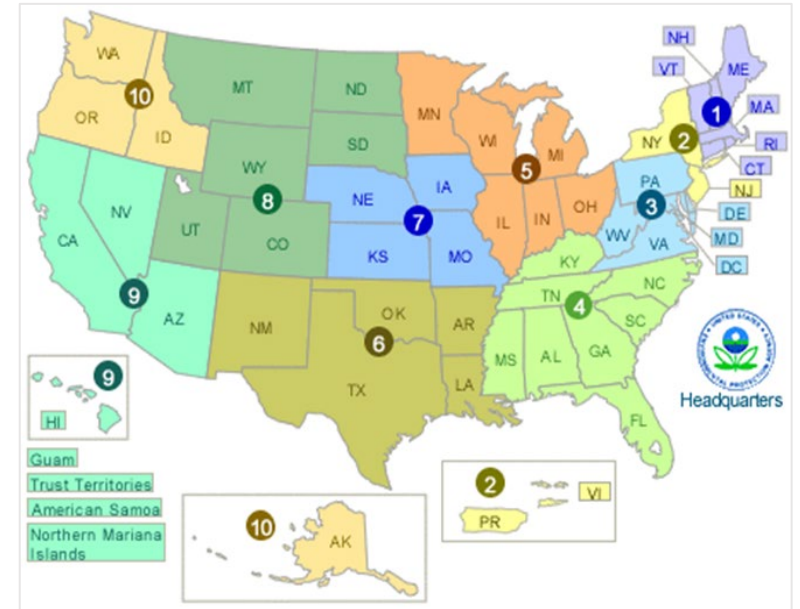 NH
ME
VT
WA
MT
ND
MN
MA
10
1
OR
ID
SD
WI
MI
NY
2
RI
CT
WY
5
PA
NJ
8
NE
IA
3
DE
NV
UT
CO
7
IL
IN
OH
WV
VA
MD
CA
KS
MO
KY
DC
9
AZ
NM
OK
AR
TN
4
NC
SC
6
MS
AL
GA
TX
LA
FL
9
HI
Headquarters
Guam
Trust Territories
American Samoa
Northern Mariana
Islands
10
AK
2
VI
PR